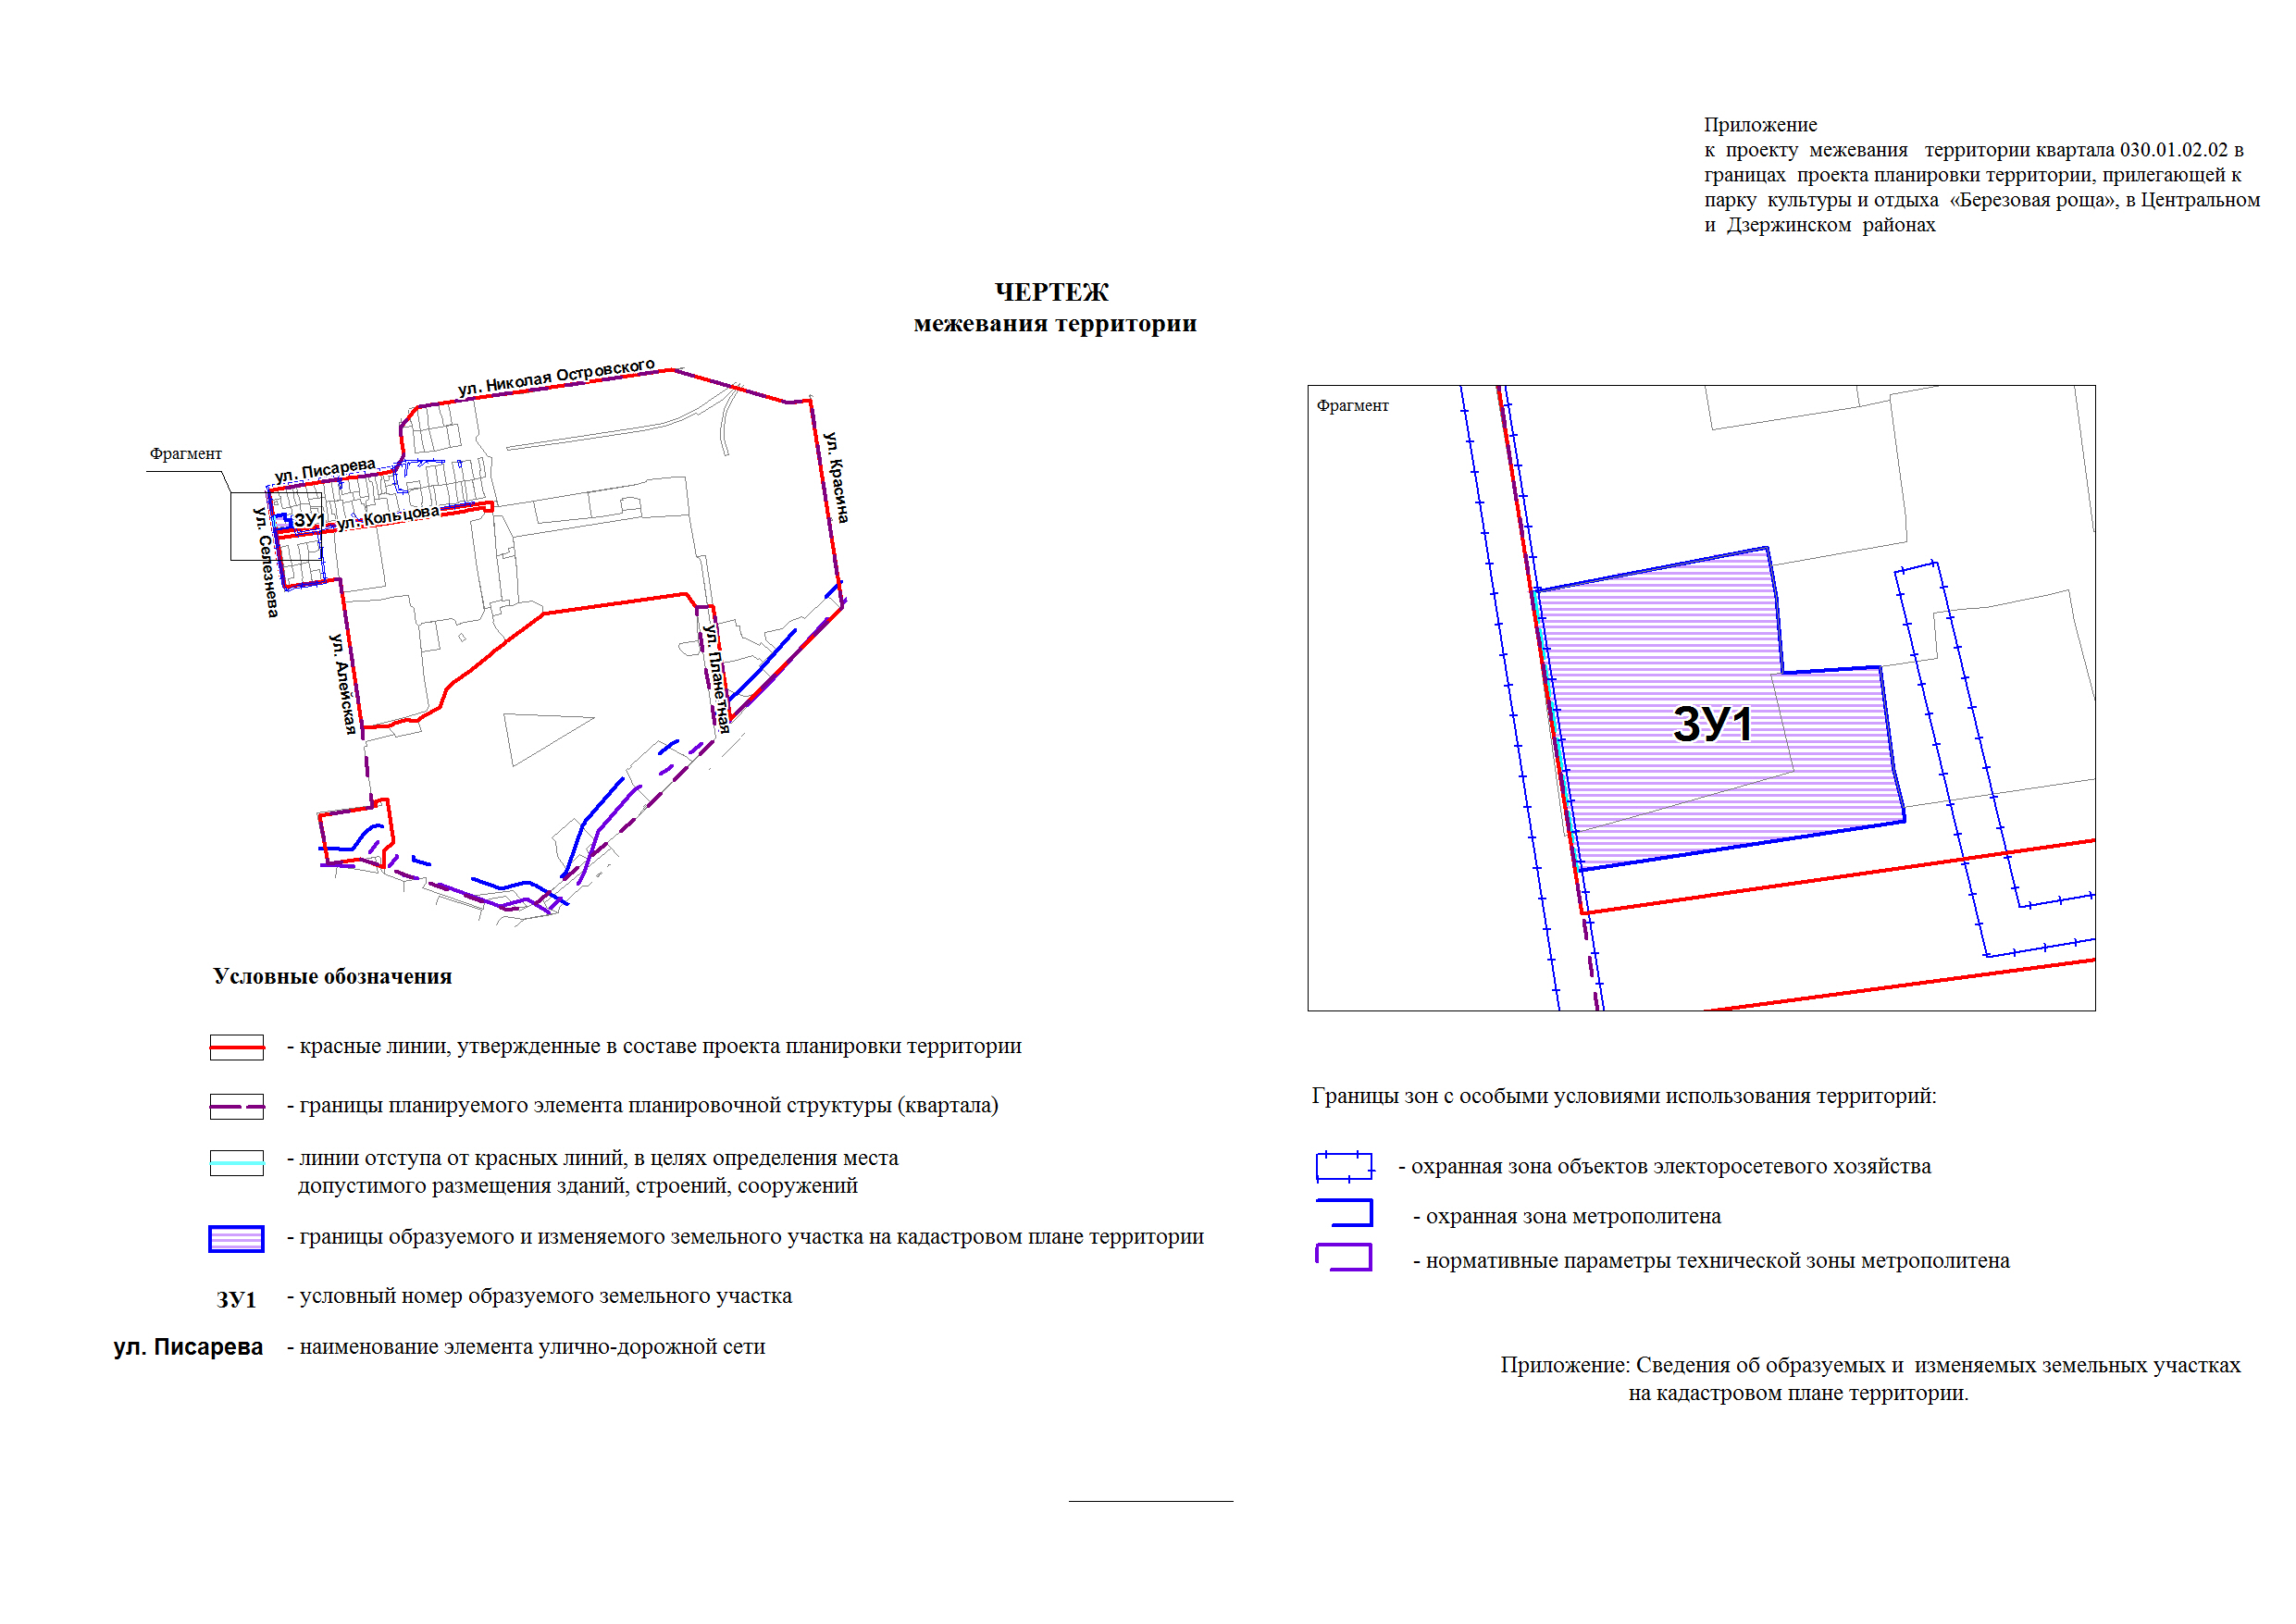 Приложение
к проекту межевания территории квартала 030.01.02.02 в
границах проекта планировки территории, прилегающей к
парку культуры и отдыха «Березовая роща», в Центральном
и Дзержинском районах
ЧЕРТЕЖ
межевания территории
ул. Николая Островского
ул. Красина
Фрагмент
ул. Писарева
ЗУ1
ул. Кольцова
ул. Селезнева
ул. Алейская
ул. Планетная
Фрагмент
ЗУ1
Условные обозначения
- красные линии, утвержденные в составе проекта планировки территории
- границы планируемого элемента планировочной структуры (квартала)
- линии отступа от красных линий, в целях определения места
допустимого размещения зданий, строений, сооружений
- границы образуемого и изменяемого земельного участка на кадастровом плане территории
ЗУ1 - условный номер образуемого земельного участка
ул. Писарева - наименование элемента улично-дорожной сети
Границы зон с особыми условиями использования территорий:
- охранная зона объектов электоросетевого хозяйства
- охранная зона метрополитена
- нормативные параметры технической зоны метрополитена
Приложение: Сведения об образуемых и изменяемых земельных участках
на кадастровом плане территории.